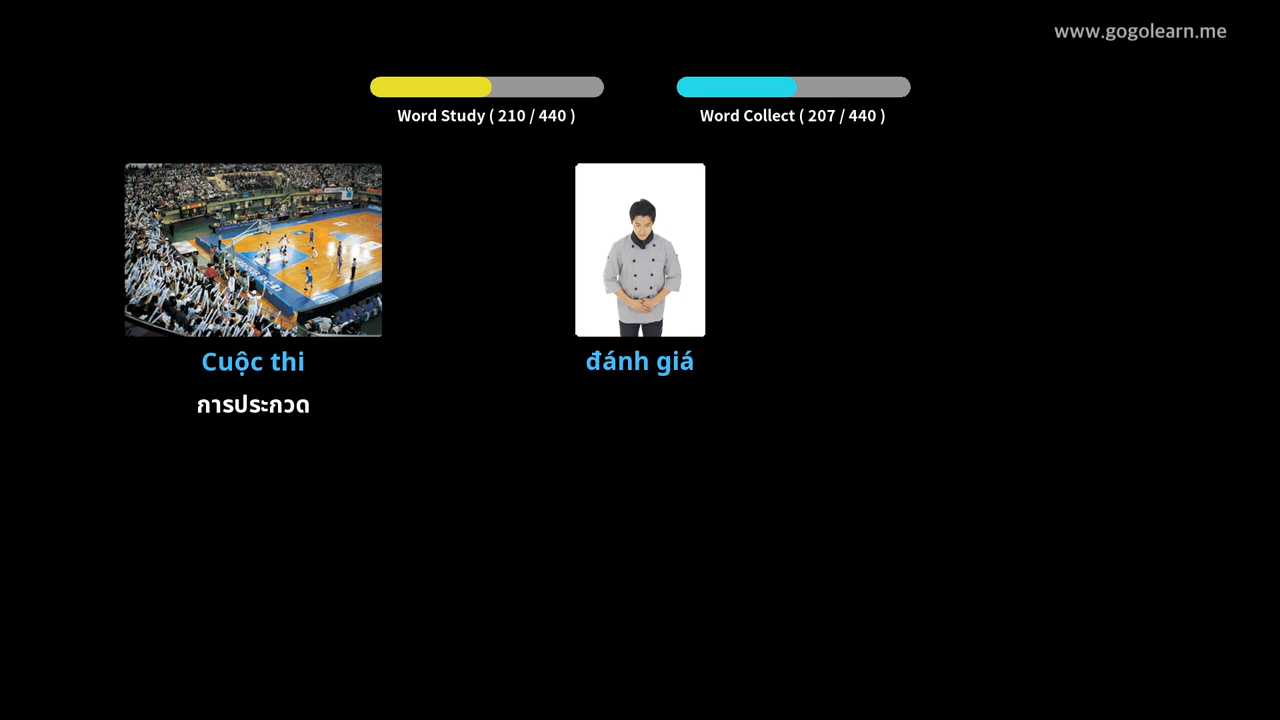 www.gogolearn.me
Word Study ( 210 / 440 )
Word Collect ( 207 / 440 )
Cuộc thi
การประกวด
đánh giá